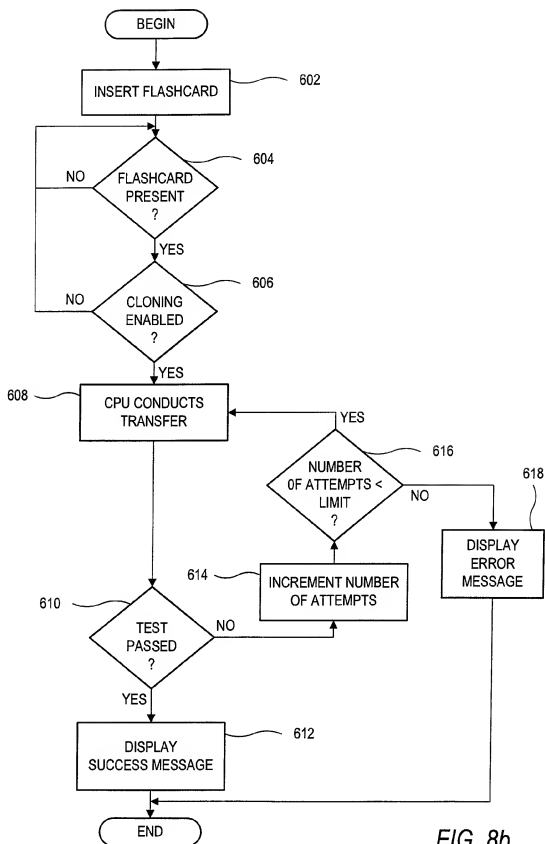 BEGIN
INSERT FLASHCARD
602
FLASHCARD
PRESENT
?
604
NO
YES
CLONING
ENABLED
?
606
NO
YES
608
CPU CONDUCTS
TRANSFER
YES
NUMBER
OF ATTEMPTS <
LIMIT
?
616
NO
618
DISPLAY
ERROR
MESSAGE
614
INCREMENT NUMBER
OF ATTEMPTS
610
TEST
PASSED
?
NO
YES
DISPLAY
SUCCESS MESSAGE
612
END
FIG. 8b